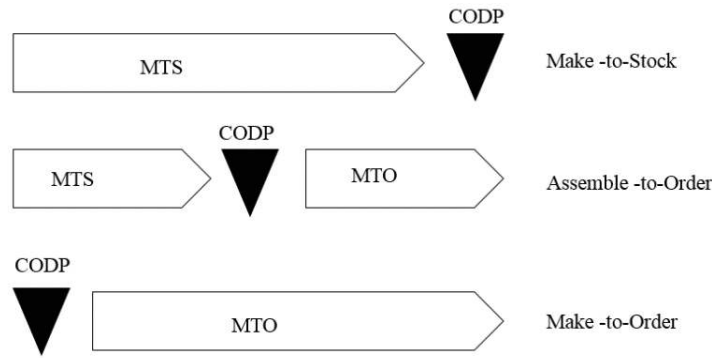 CODP
MTS
Make -to-Stock
CODP
MTS
MTO
Assemble -to-Order
CODP
MTO
Make -to-Order